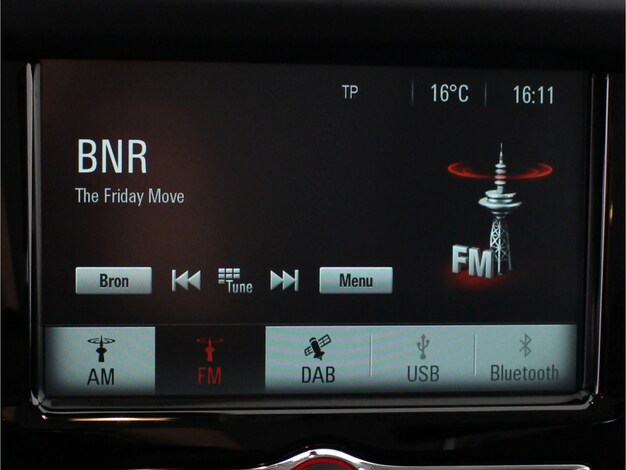 TP 16°C 16:11
BNR
The Friday Move
FM
Bron Tune Menu
AM FM DAB USB Bluetooth